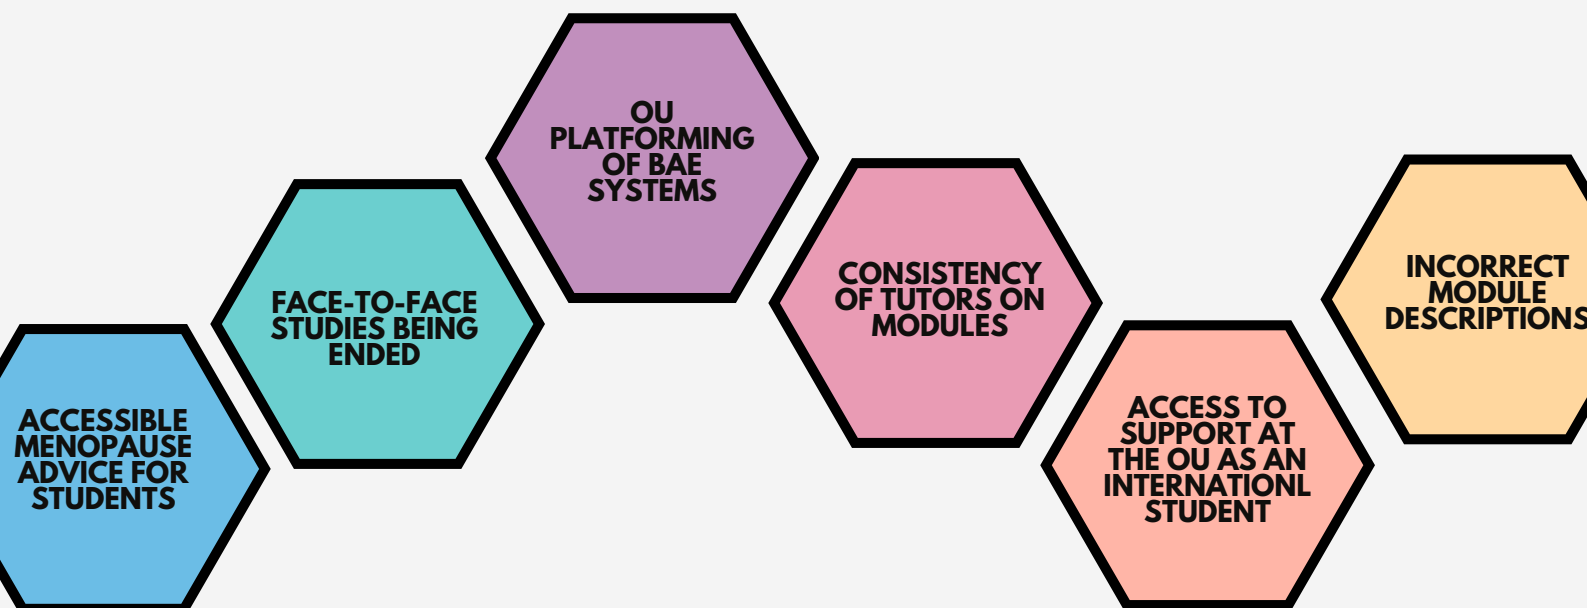 ACCESSIBLE
MENOPAUSE
ADVICE FOR
STUDENTS
FACE-TO-FACE
STUDIES BEING
ENDED
OU
PLATFORMING
OF BAE
SYSTEMS
CONSISTENCY
OF TUTORS ON
MODULES
ACCESS TO
SUPPORT AT
THE OU AS AN
INTERNATIONL
STUDENT
INCORRECT
MODULE
DESCRIPTIONS